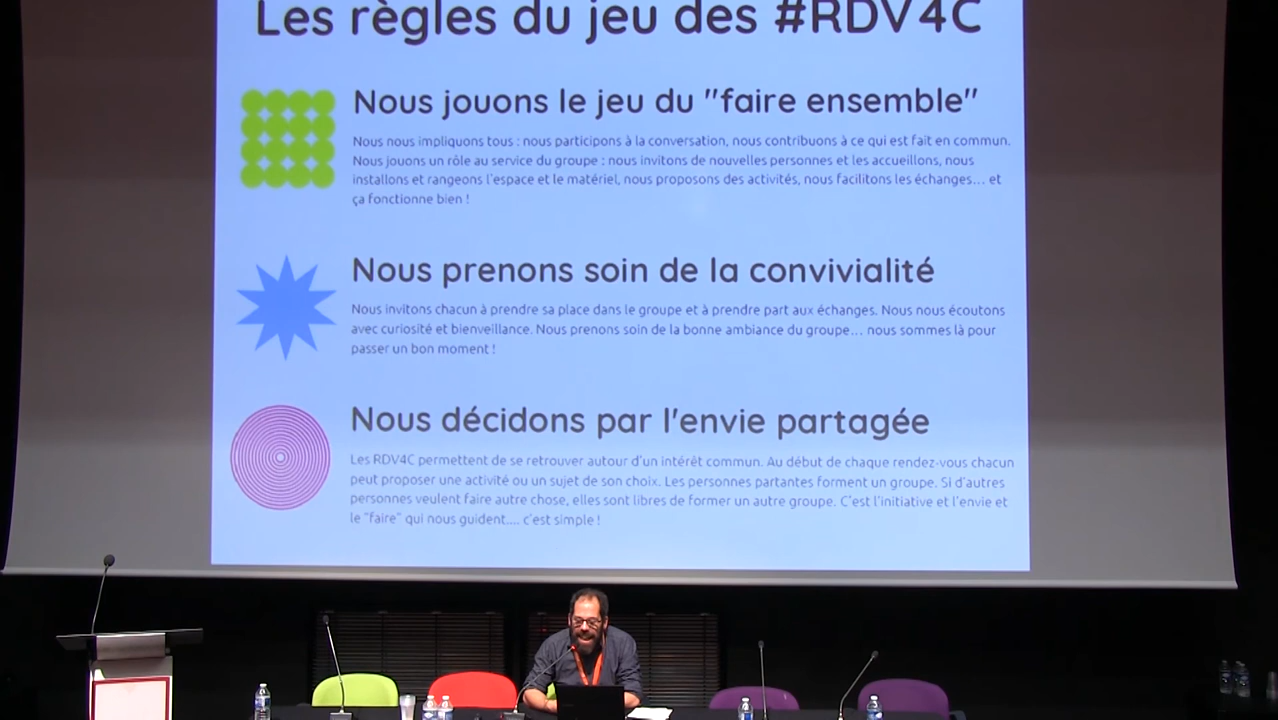 Les règles du jeu des #RDV4C
Nous jouons le jeu du "faire ensemble"
Nous nous impliquons tous : nous participons à la conversation, nous contribuons à ce qui est fait en commun.
Nous jouons un rôle au service du groupe : nous invitons de nouvelles personnes et les accueillons, nous
installons et rangeons l'espace et le matériel, nous proposons des activités, nous facilitons les échanges... et
ça fonctionne bien !
Nous prenons soin de la convivialité
Nous invitons chacun à prendre sa place dans le groupe et à prendre part aux échanges. Nous nous écoutons
avec curiosité et bienveillance. Nous prenons soin de la bonne ambiance du groupe... nous sommes là pour
passer un bon moment !
Nous décidons par l'envie partagée
Les RDV4C permettent de se retrouver autour d'un intérêt commun. Au début de chaque rendez-vous chacun
peut proposer une activité ou un sujet de son choix. Les personnes partantes forment un groupe. Si d'autres
personnes veulent faire autre chose, elles sont libres de former un autre groupe. C'est l'initiative et l'envie et
le "faire" qui nous guident.... c'est simple !